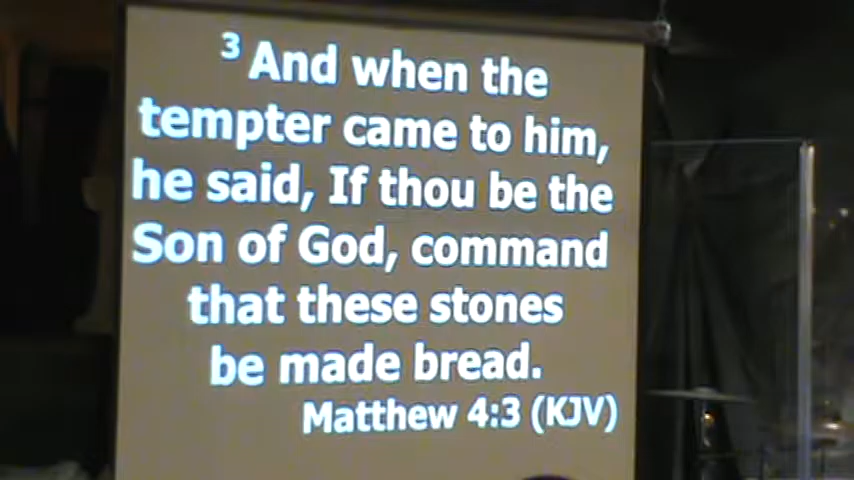 3 And when the
tempter came to him,
he said, If thou be the
Son of God, command
that these stones
be made bread.
Matthew 4:3 (KJV)